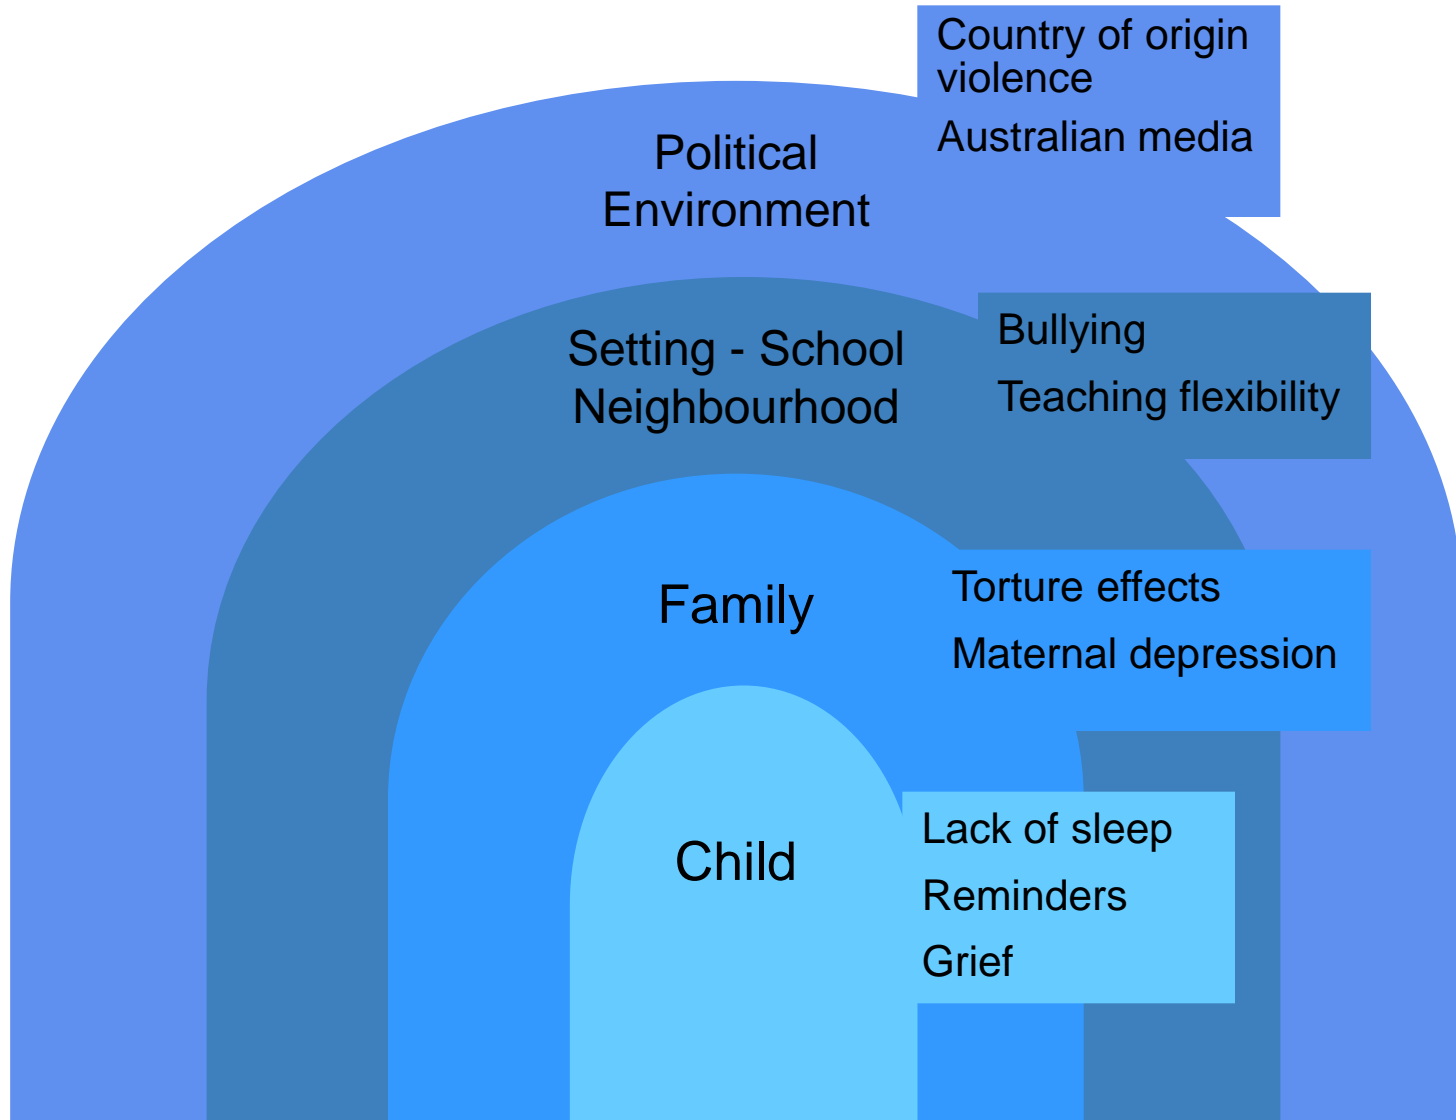 Country of origin
violence
Australian media
Political
Environment
Setting - School
Neighbourhood
Bullying
Teaching flexibility
Family
Torture effects
Maternal depression
Child
Lack of sleep
Reminders
Grief